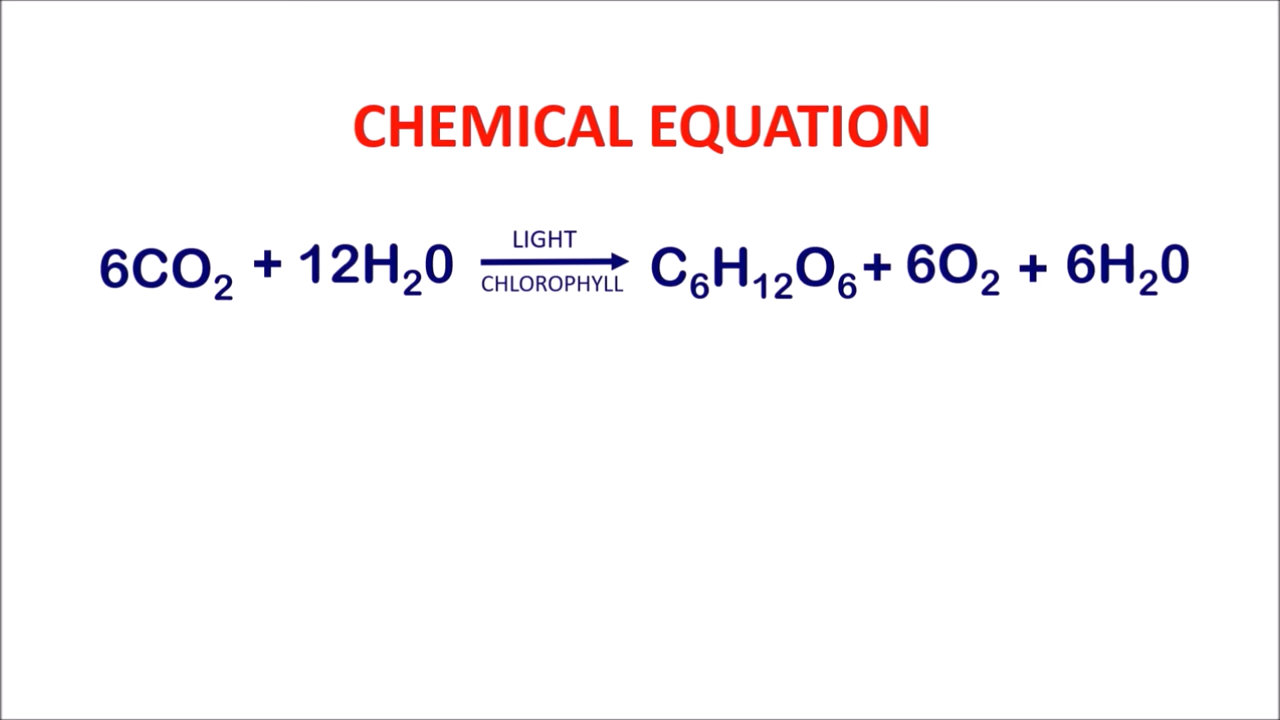 CHEMICAL EQUATION
LIGHT
6CO₂ + 12H₂0 → C₆H₁₂O₆ + 6O₂ + 6H₂0
CHLOROPHYLL